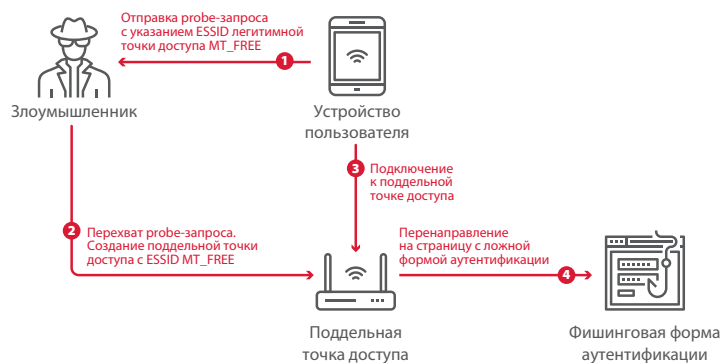 Отправка probe-запроса
с указанием ESSID легитимной
точки доступа MT_FREE
1
Злоумышленник
Устройство
пользователя
3 Подключение
к поддельной
точке доступа
2 Перехват probe-запроса.
Создание поддельной точки
доступа с ESSID MT_FREE
Перенаправление
на страницу с ложной
формой аутентификации
4
Поддельная
точка доступа
Фишинговая форма
аутентификации